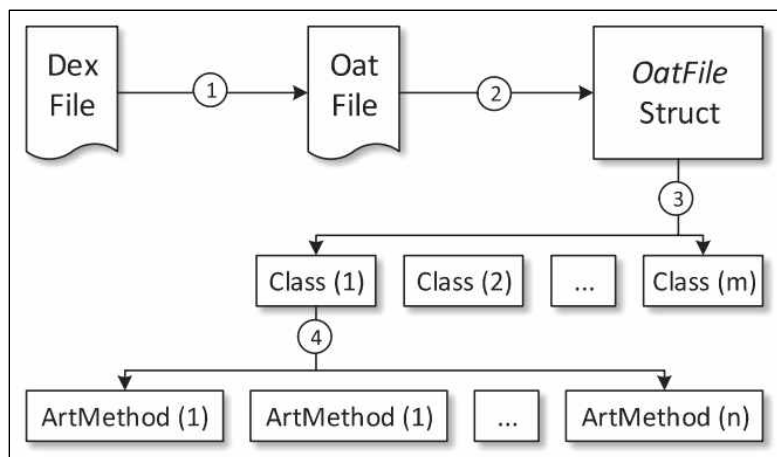 Dex
File
1
Oat
File
2
OatFile
Struct
3
Class (1)
Class (2)
...
Class (m)
4
ArtMethod (1)
ArtMethod (1)
...
ArtMethod (n)